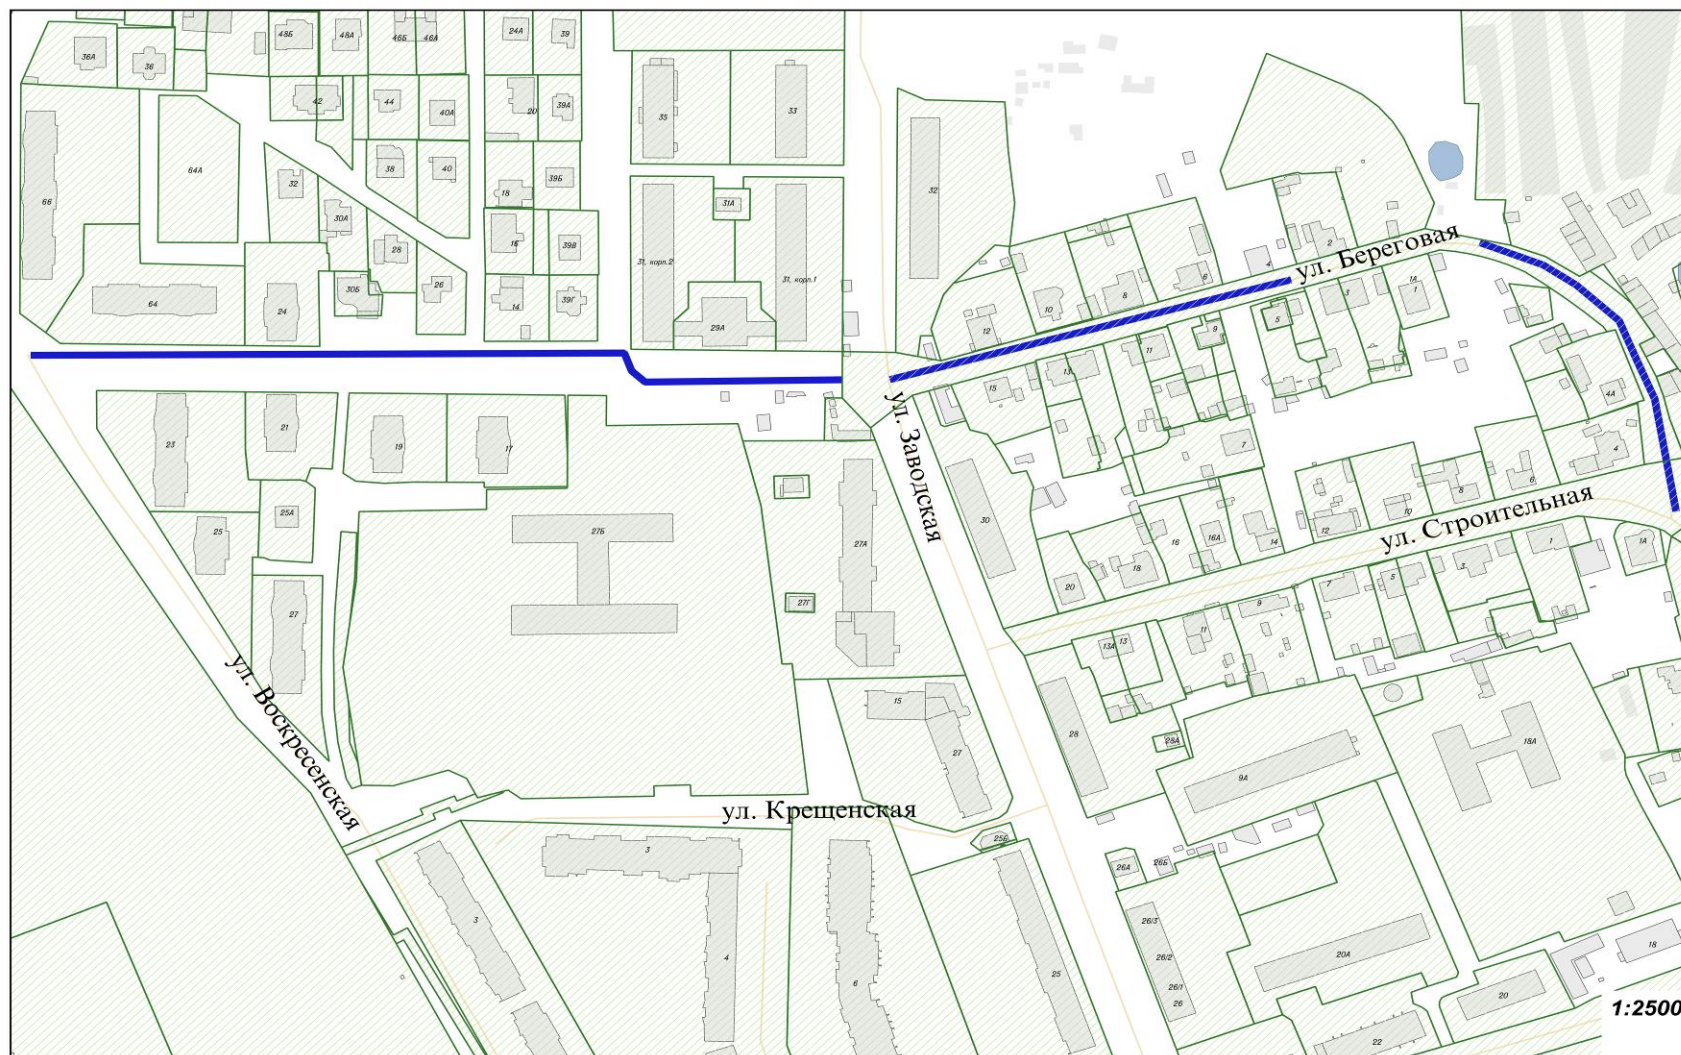 48Б
48А
46Б
46А
24А
39
36А
36
42
44
40А
20
39А
35
33
66
64А
32
38
40
18
39Б
32
30А
28
31А
16
39В
31, корп.2
31, корп.1
64
24
30Б
26
14
39Г
29А
12
10
8
6
4
2
ул. Береговая
1А
1
3
5
9
11
13
15
7
4А
4
23
21
19
17
25
25А
27Б
27А
ул. Заводская
30
20
18
16
16А
14
12
10
8
6
ул. Строительная
1
1А
3
5
7
9
11
13
13А
27
27Г
ул. Воскресенская
15
27
28
28А
9А
18А
ул. Крещенская
25Б
3
3
4
6
25
26А
26Б
26/3
26/2
26/1
26
20А
18
20
22
1:2500